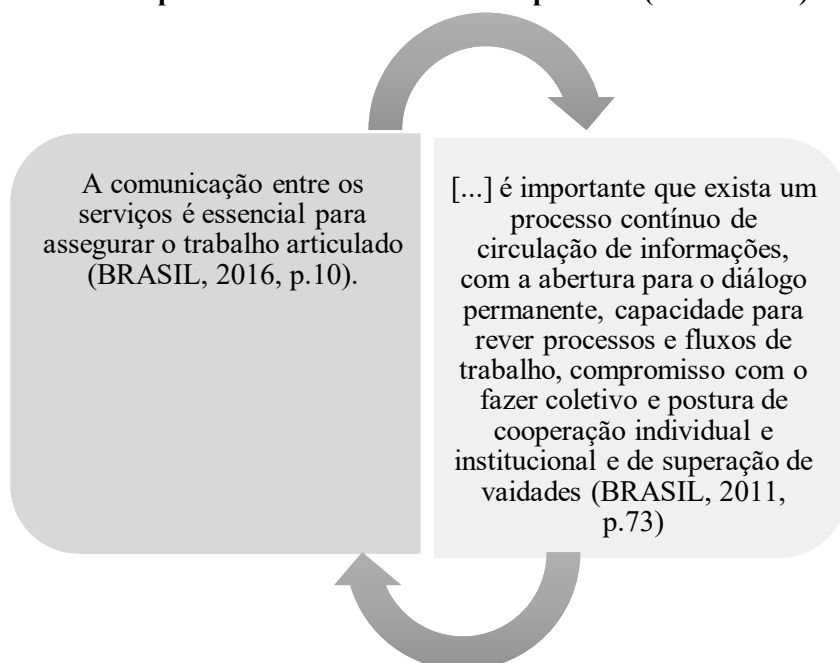 A comunicação entre os
serviços é essencial para
assegurar o trabalho articulado
(BRASIL, 2016, p.10).
[...] é importante que exista um
processo contínuo de
circulação de informações,
com a abertura para o diálogo
permanente, capacidade para
rever processos e fluxos de
trabalho, compromisso com o
fazer coletivo e postura de
cooperação individual e
institucional e de superação de
vaidades (BRASIL, 2011,
p.73)